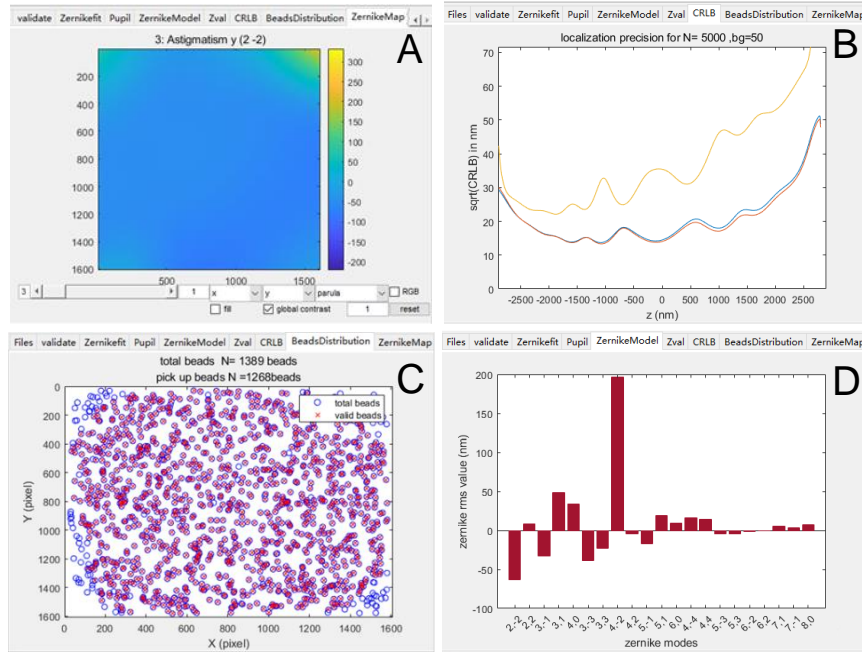 validate Zernikefit Pupil ZernikeModel Zval CRLB BeadsDistribution ZernikeMap
3: Astigmatism y (2 -2)
A
0
200
400
600
800
1000
1200
1400
1600
500
1000
1500
300
250
200
150
100
50
0
-50
-100
-150
-200
3
1
x
y
parula
RGB
fill
global contrast
1
reset
Files validate Zernikefit Pupil ZernikeModel Zval CRLB BeadsDistribution ZernikeMap
localization precision for N= 5000 ,bg=50
B
sqrt(CRLB) in nm
70
60
50
40
30
20
10
0
-2500 -2000 -1500 -1000 -500 0 500 1000 1500 2000 2500
z (nm)
Files validate Zernikefit Pupil ZernikeModel Zval CRLB BeadsDistribution ZernikeMap
total beads N= 1389 beads
pick up beads N =1268beads
C
total beads
valid beads
Y (pixel)
0
200
400
600
800
1000
1200
1400
1600
0 200 400 600 800 1000 1200 1400 1600
X (pixel)
Files validate Zernikefit Pupil ZernikeModel Zval CRLB BeadsDistribution ZernikeMap
D
zernike rms value (nm)
200
150
100
50
0
-50
-100
2,-2 2,2 3,-1 3,1 4,0 3,-3 3,3 4,-2 4,2 5,-1 5,1 6,0 4,-4 4,4 5,-3 5,3 6,-2 6,2 7,1 7,-1 8,0
zernike modes